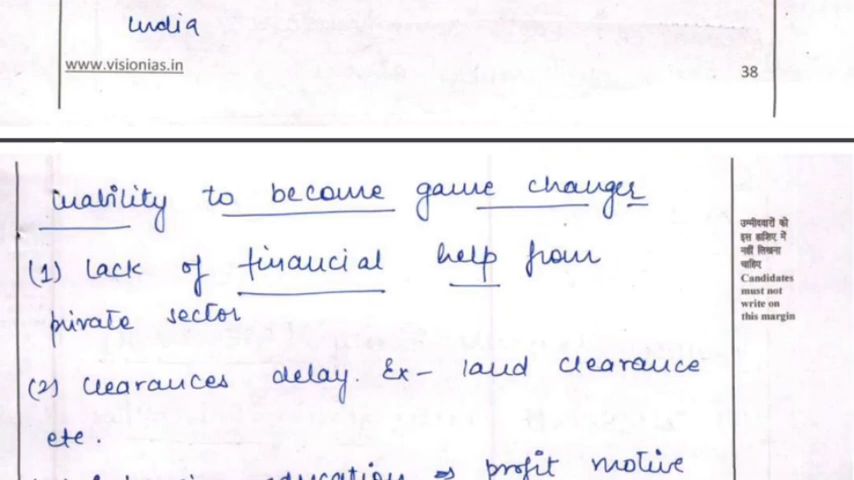 India
www.visionias.in
38
inability to become game changer
उम्मीदवारों को
इस हाशिए में
नहीं लिखना
चाहिए
Candidates
must not
write on
this margin
(1) lack of financial help from
private sector
(2) clearances delay. Ex- land clearance
etc.
education profit motive